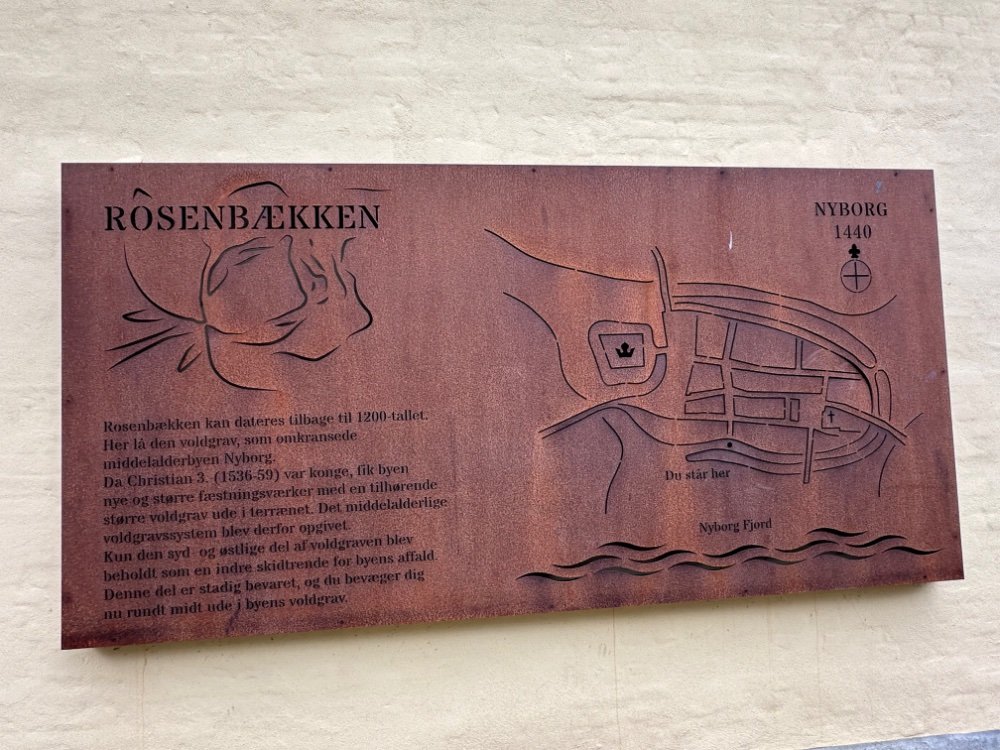 ROSENBÆKKEN
Rosenbækken kan dateres tilbage til 1200-tallet.
Her lå den voldgrav, som omkransede
middelalderbyen Nyborg.
Da Christian 3. (1536-59) var konge, fik byen
nye og større fæstningsværker med en tilhørende
større voldgrav ude i terrænet. Det middelalderlige
voldgravssystem blev derfor opgivet.
Kun den syd- og østlige del af voldgraven blev
beholdt som en indre skidtrende for byens affald.
Denne del er stadig bevaret, og du bevæger dig
nu rundt midt ude i byens voldgrav.
NYBORG
1440
Du står her
Nyborg Fjord